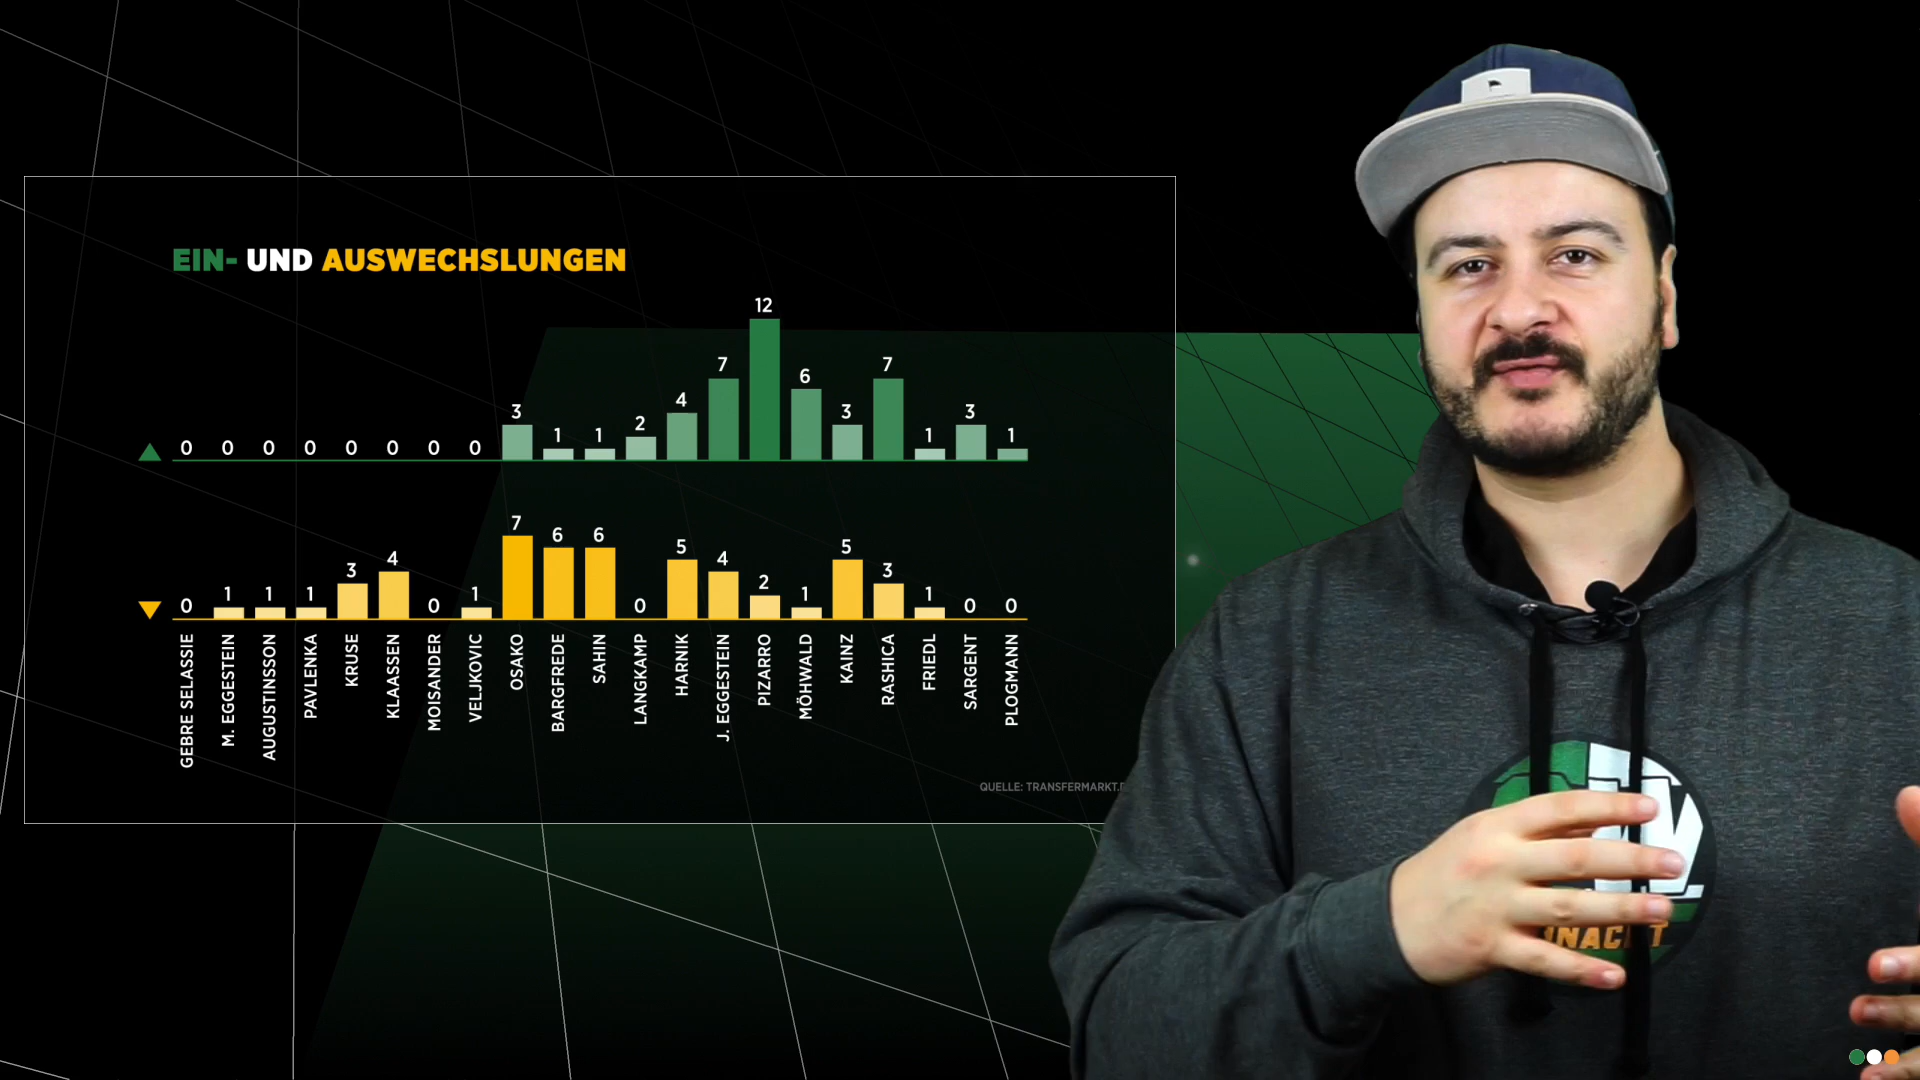 EIN- UND AUSWECHSLUNGEN
0 0 0 0 0 0 0 0 3 1 1 2 4 7 12 6 3 7 1 3 1
0 1 1 1 3 4 0 1 7 6 6 0 5 4 2 1 5 3 1 0 0
GEBRE SELASSIE
M. EGGESTEIN
AUGUSTINSSON
PAVLENKA
KRUSE
KLAASSEN
MOISANDER
VELJKOVIC
OSAKO
BARGFREDE
SAHIN
LANGKAMP
HARNIK
J. EGGESTEIN
PIZARRO
MÖHWALD
KAINZ
RASHICA
FRIEDL
SARGENT
PLOGMANN
QUELLE: TRANSFERMARKT.